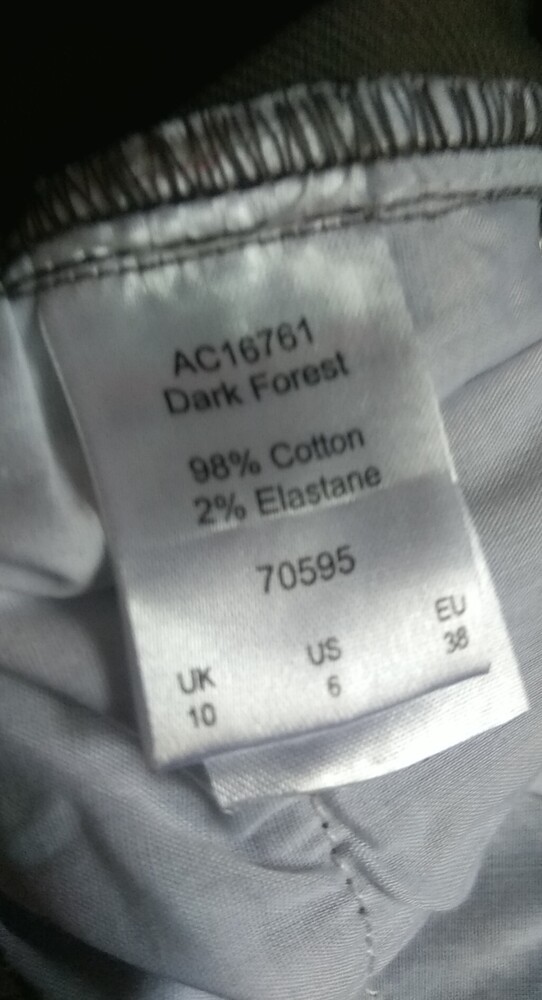 AC16761
Dark Forest
98% Cotton
2% Elastane
70595
UK US EU
10 6 38